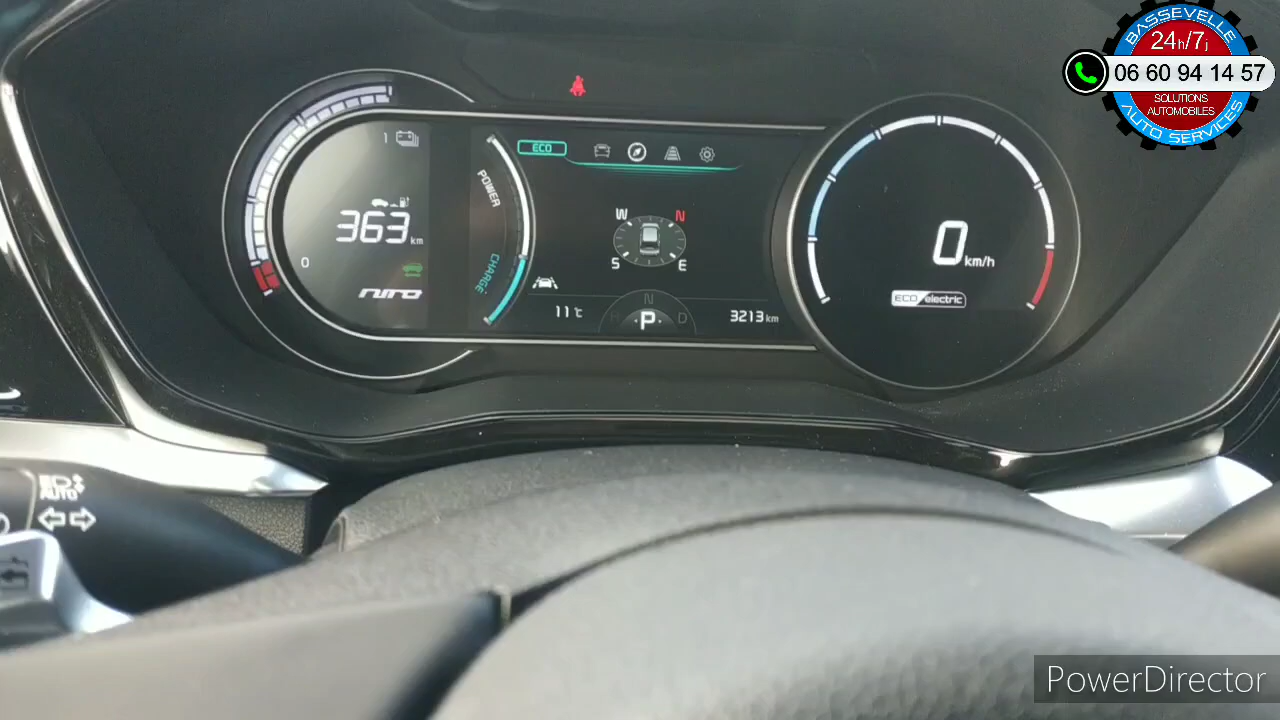 BASSEVELLE
24h/7j
06 60 94 14 57
SOLUTIONS
AUTOMOBILES
AUTO SERVICES
1
363 km
0
niro
POWER
CHARGE
ECO
W N
S E
11°C
N
P D
3213 km
0 km/h
ECO electric
AUTO
PowerDirector